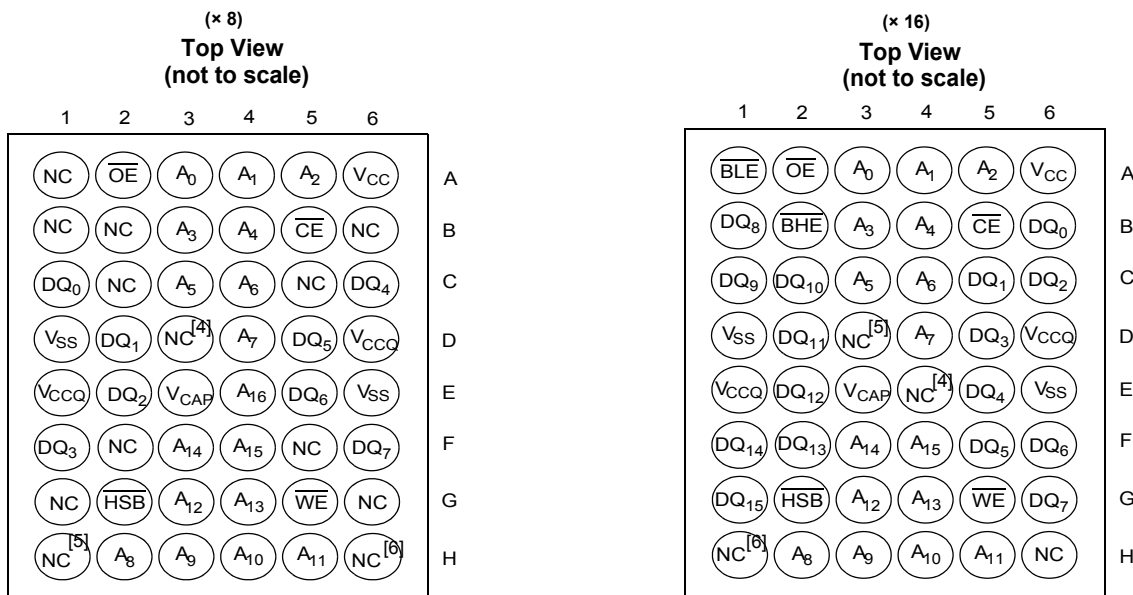 (× 8)
Top View
(not to scale)
1 2 3 4 5 6
NC OE A0 A1 A2 VCC A
NC NC A3 A4 CE NC B
DQ0 NC A5 A6 NC DQ4 C
VSS DQ1 NC[4] A7 DQ5 VCCQ D
VCCQ DQ2 VCAP A16 DQ6 VSS E
DQ3 NC A14 A15 NC DQ7 F
NC HSB A12 A13 WE NC G
NC[5] A8 A9 A10 A11 NC[6] H
(× 16)
Top View
(not to scale)
1 2 3 4 5 6
BLE OE A0 A1 A2 VCC A
DQ8 BHE A3 A4 CE DQ0 B
DQ9 DQ10 A5 A6 DQ1 DQ2 C
VSS DQ11 NC[5] A7 DQ3 VCCQ D
VCCQ DQ12 VCAP NC[4] DQ4 VSS E
DQ14 DQ13 A14 A15 DQ5 DQ6 F
DQ15 HSB A12 A13 WE DQ7 G
NC[6] A8 A9 A10 A11 NC H